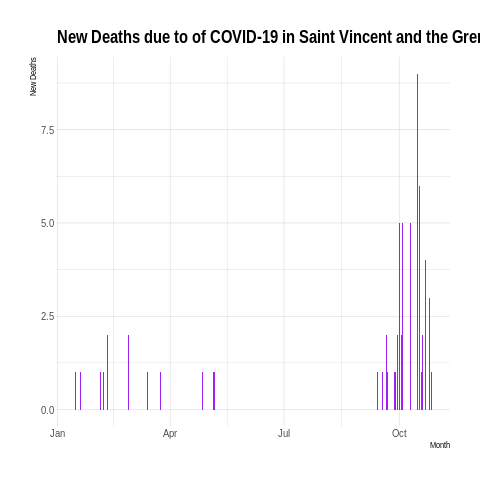 New Deaths due to of COVID-19 in Saint Vincent and the Gren
New Deaths
7.5
5.0
2.5
0.0
Jan Apr Jul Oct
Month